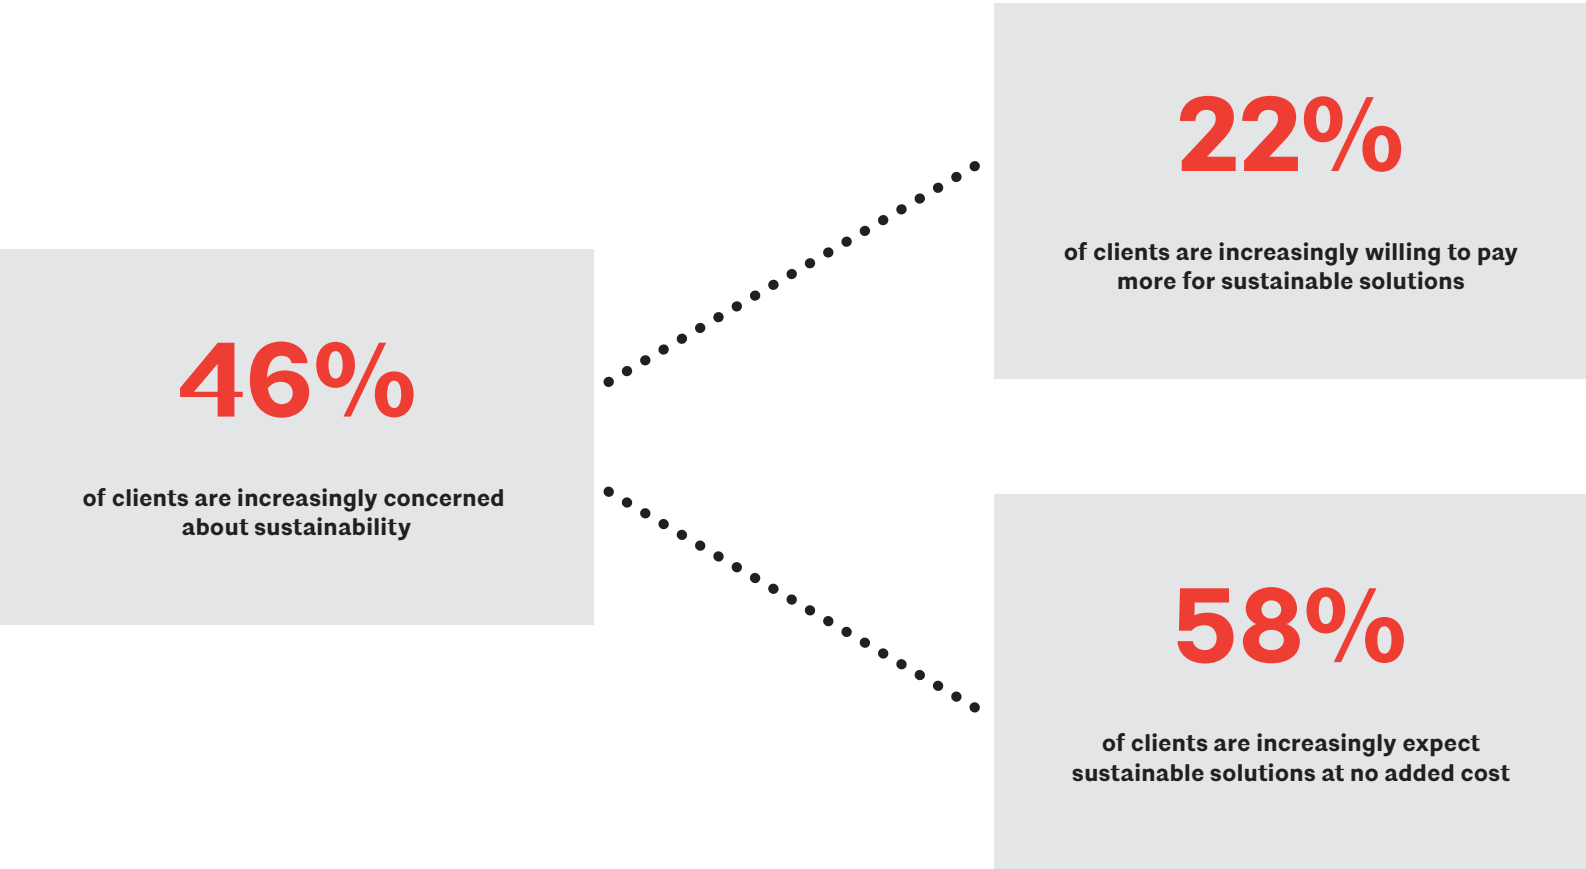 46%
of clients are increasingly concerned
about sustainability
22%
of clients are increasingly willing to pay
more for sustainable solutions
58%
of clients are increasingly expect
sustainable solutions at no added cost